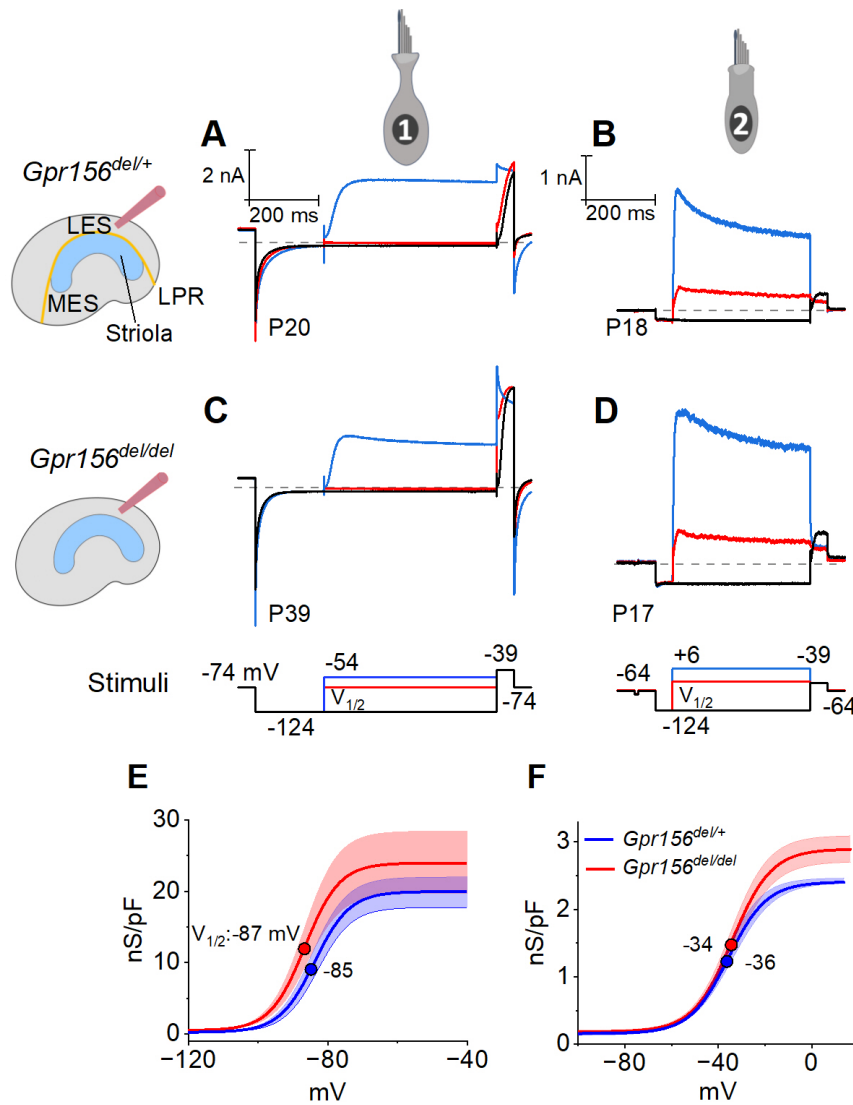 1
2
A
B
2 nA
200 ms
1 nA
200 ms
Gpr156del/+
LES
MES
LPR
Striola
P20
P18
C
D
Gpr156del/del
P39
P17
Stimuli
-74 mV
-54
-39
V1/2
-74
-124
-64
+6
-39
V1/2
-64
-124
E
F
30
20
10
0
nS/pF
V1/2:-87 mV
-85
−120
−80
−40
mV
3
2
1
0
nS/pF
Gpr156del/+
Gpr156del/del
-34
-36
−80
−40
0
mV